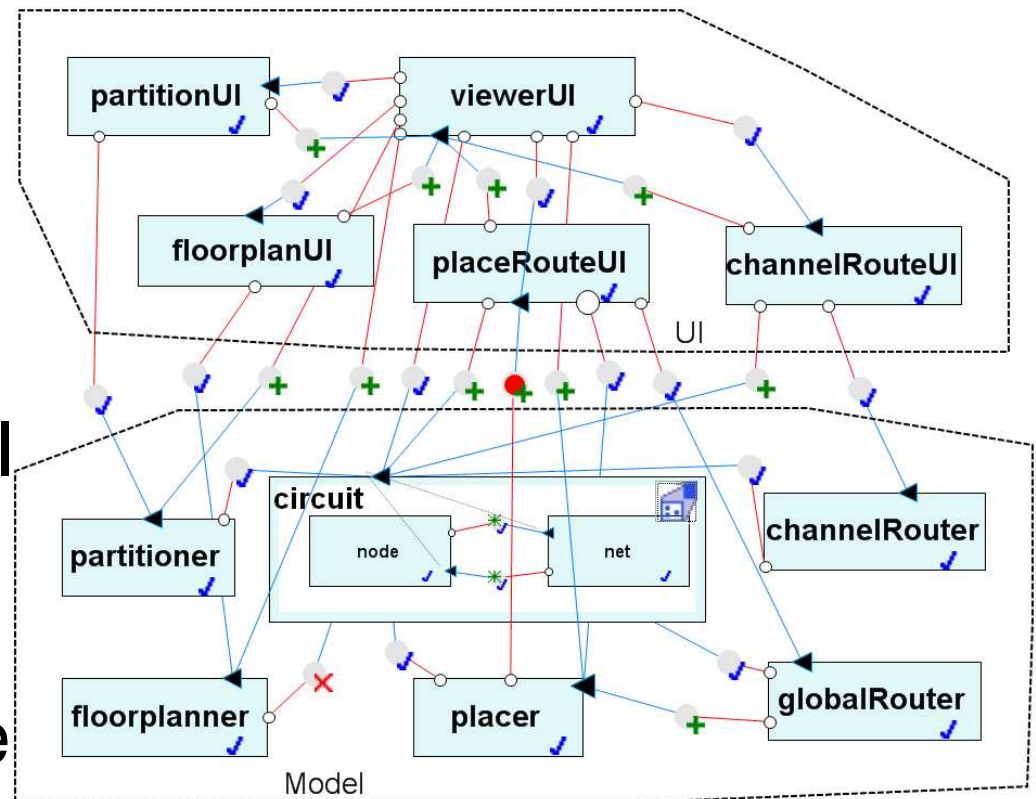 partitionUI
viewerUI
floorplanUI
placeRouteUI
channelRouteUI
UI
l
circuit
node
net
partitioner
channelRouter
floorplanner
placer
globalRouter
e
Model